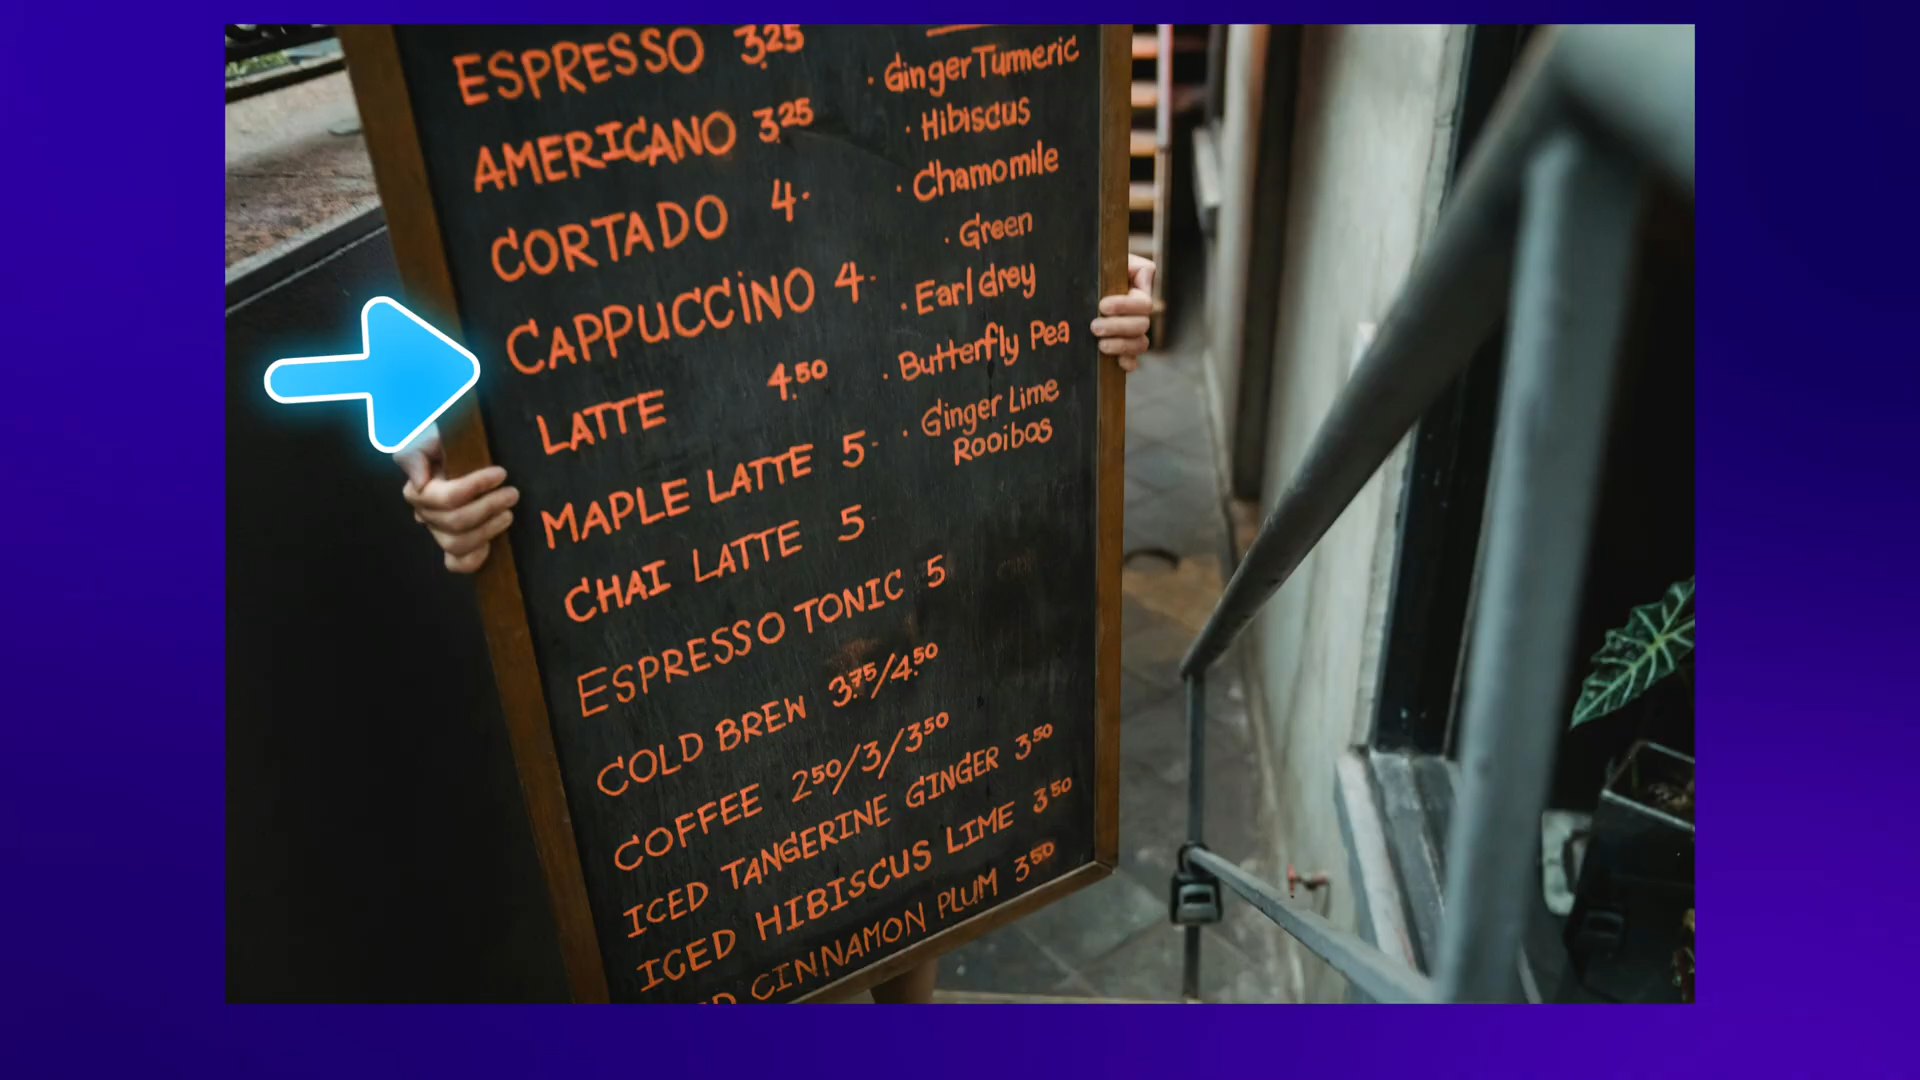 ESPRESSO 3.25
AMERICANO 3.25
CORTADO 4.
CAPPUCCINO 4.
LATTE 4.50
MAPLE LATTE 5.
CHAI LATTE 5.
ESPRESSO TONIC 5
COLD BREW 3.75/4.50
COFFEE 2.50/3/3.50
ICED TANGERINE GINGER 3.50
ICED HIBISCUS LIME 3.50
CINNAMON PLUM 3.50
· Ginger Tumeric
· Hibiscus
· Chamomile
· Green
· Earl Grey
· Butterfly Pea
· Ginger Lime
Rooibos